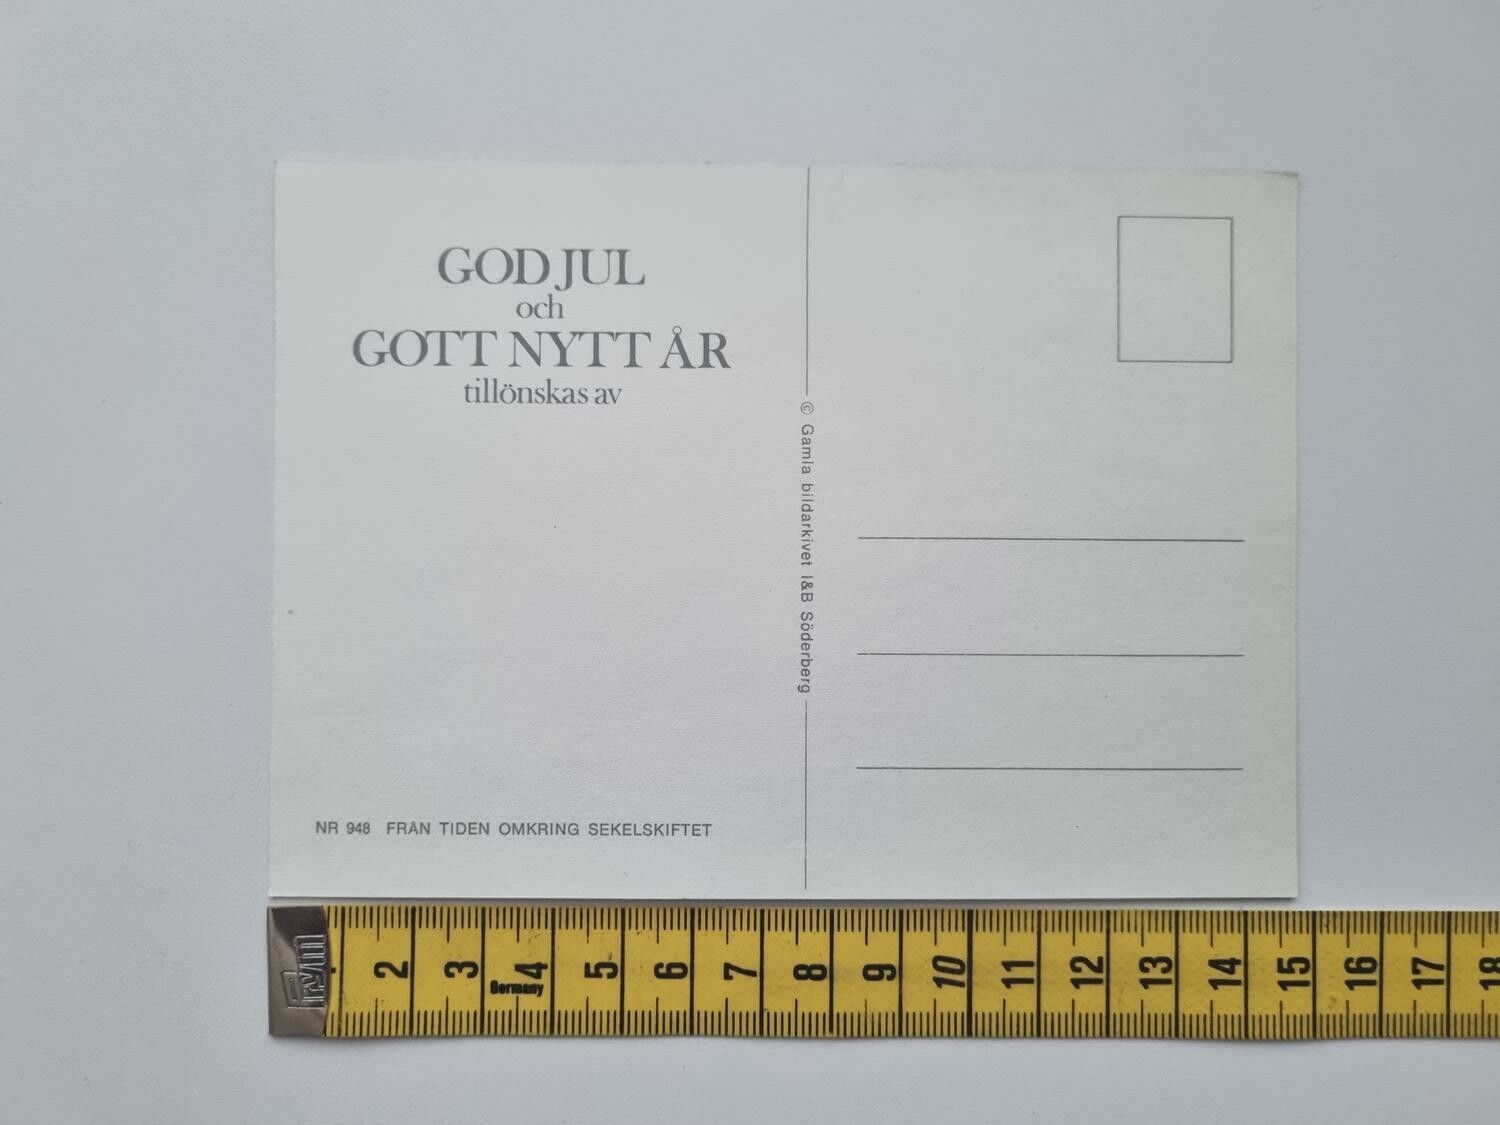 GOD JUL
och
GOTT NYTT ÅR
tillönskas av
© Gamla bildarkivet I&B Söderberg
NR 948 FRÅN TIDEN OMKRING SEKELSKIFTET
Prym
2 3 4 5 6 7 8 9 10 11 12 13 14 15 16 17 18
Germany